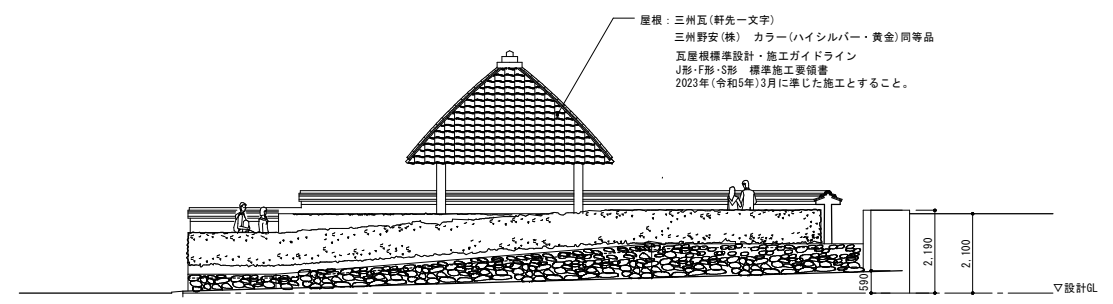 屋根：三州瓦(軒先一文字)
三州野安(株)　カラー(ハイシルバー・黄金)同等品
瓦屋根標準設計・施工ガイドライン
J形・F形・S形　標準施工要領書
2023年(令和5年)3月に準じた施工とすること。
590
2,190
2,100
▽設計GL